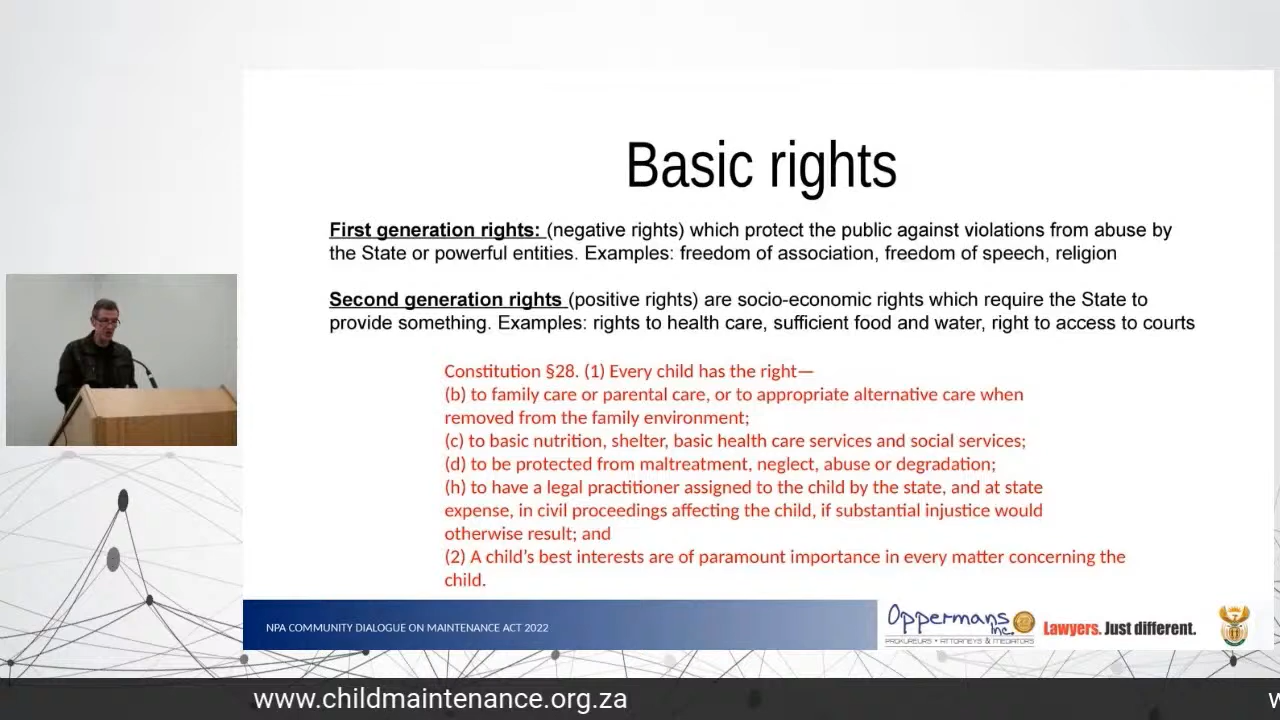 Basic rights
First generation rights: (negative rights) which protect the public against violations from abuse by
the State or powerful entities. Examples: freedom of association, freedom of speech, religion
Second generation rights (positive rights) are socio-economic rights which require the State to
provide something. Examples: rights to health care, sufficient food and water, right to access to courts
Constitution §28. (1) Every child has the right—
(b) to family care or parental care, or to appropriate alternative care when
removed from the family environment;
(c) to basic nutrition, shelter, basic health care services and social services;
(d) to be protected from maltreatment, neglect, abuse or degradation;
(h) to have a legal practitioner assigned to the child by the state, and at state
expense, in civil proceedings affecting the child, if substantial injustice would
otherwise result; and
(2) A child's best interests are of paramount importance in every matter concerning the
child.
NPA COMMUNITY DIALOGUE ON MAINTENANCE ACT 2022
Oppermans Inc.
PROKUREURS • ATTORNEYS & MEDIATORS
Lawyers. Just different.
www.childmaintenance.org.za
w